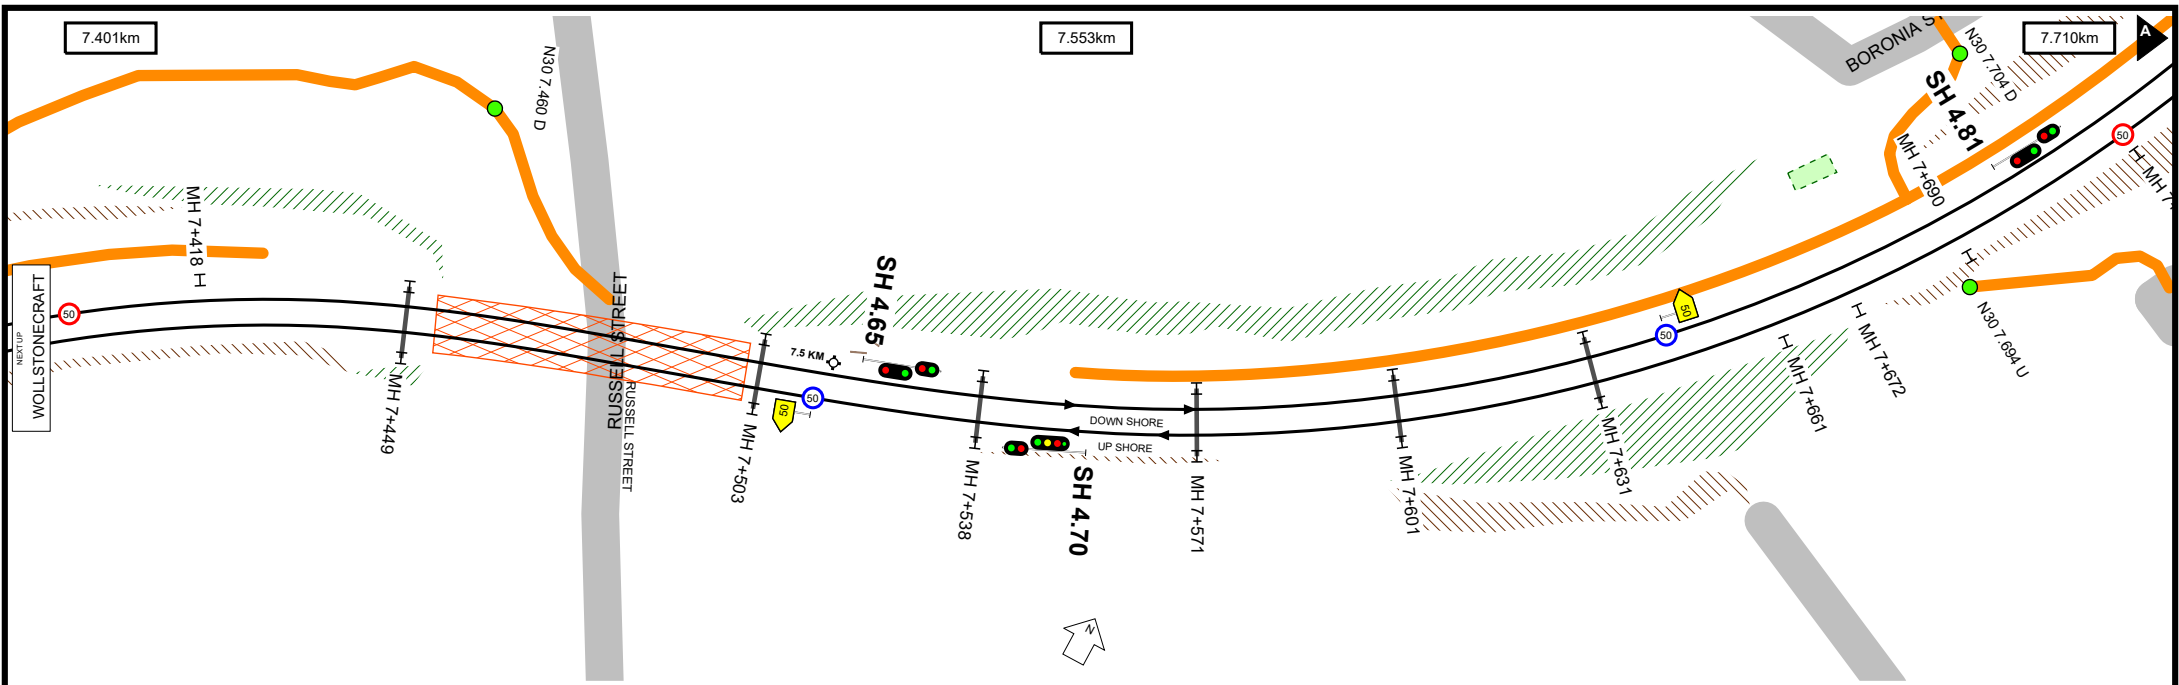 7.401km
7.553km
7.710km
A
BORONIA ST
N30 7.460 D
N30 7.704 D
SH 4.81
MH 7+690
50
MH 7+418
NEXT UP
WOLLSTONECRAFT
50
SH 4.65
7.5 KM
RUSSELL STREET
RUSSELL STREET
50
50
50
50
MH 7+449
MH 7+503
MH 7+538
DOWN SHORE
UP SHORE
SH 4.70
MH 7+571
MH 7+601
MH 7+631
MH 7+661
MH 7+672
N30 7.694 U
N